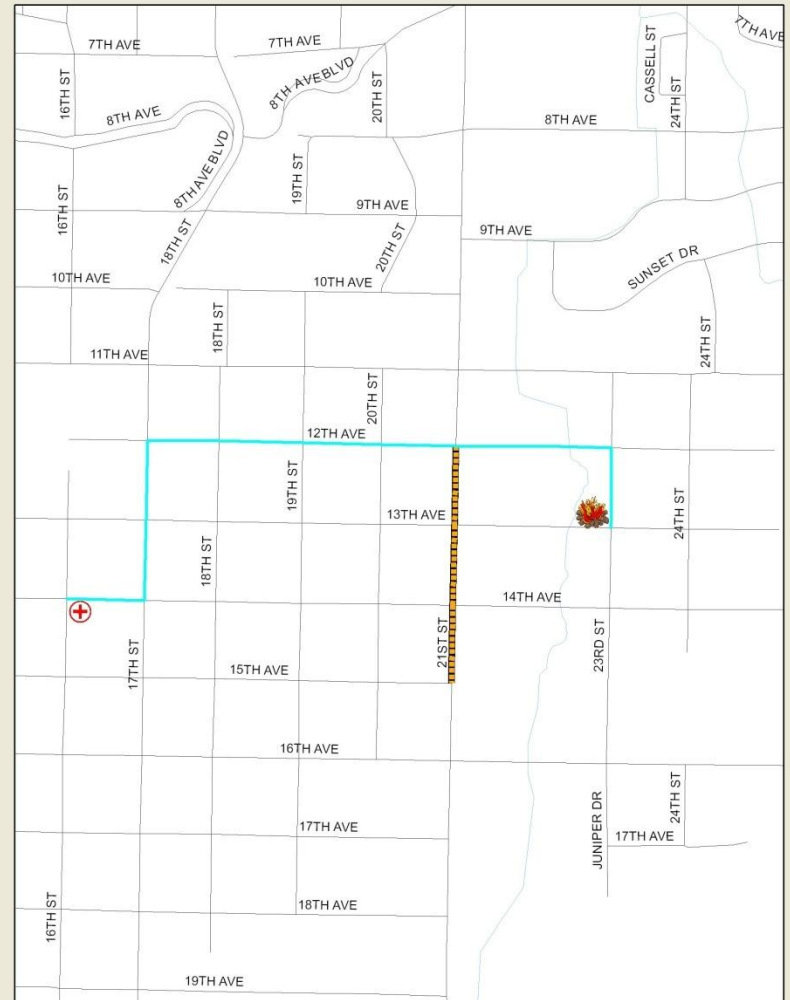 7TH AVE
7TH AVE
7TH AVE
8TH AVE BLVD
16TH ST
20TH ST
CASSELL ST
24TH ST
8TH AVE
8TH AVE
8TH AVE BLVD
19TH ST
16TH ST
9TH AVE
18TH ST
20TH ST
9TH AVE
SUNSET DR
10TH AVE
10TH AVE
18TH ST
24TH ST
11TH AVE
20TH ST
12TH AVE
19TH ST
13TH AVE
24TH ST
18TH ST
14TH AVE
17TH ST
21ST ST
23RD ST
15TH AVE
16TH AVE
24TH ST
JUNIPER DR
17TH AVE
17TH AVE
16TH ST
18TH AVE
19TH AVE